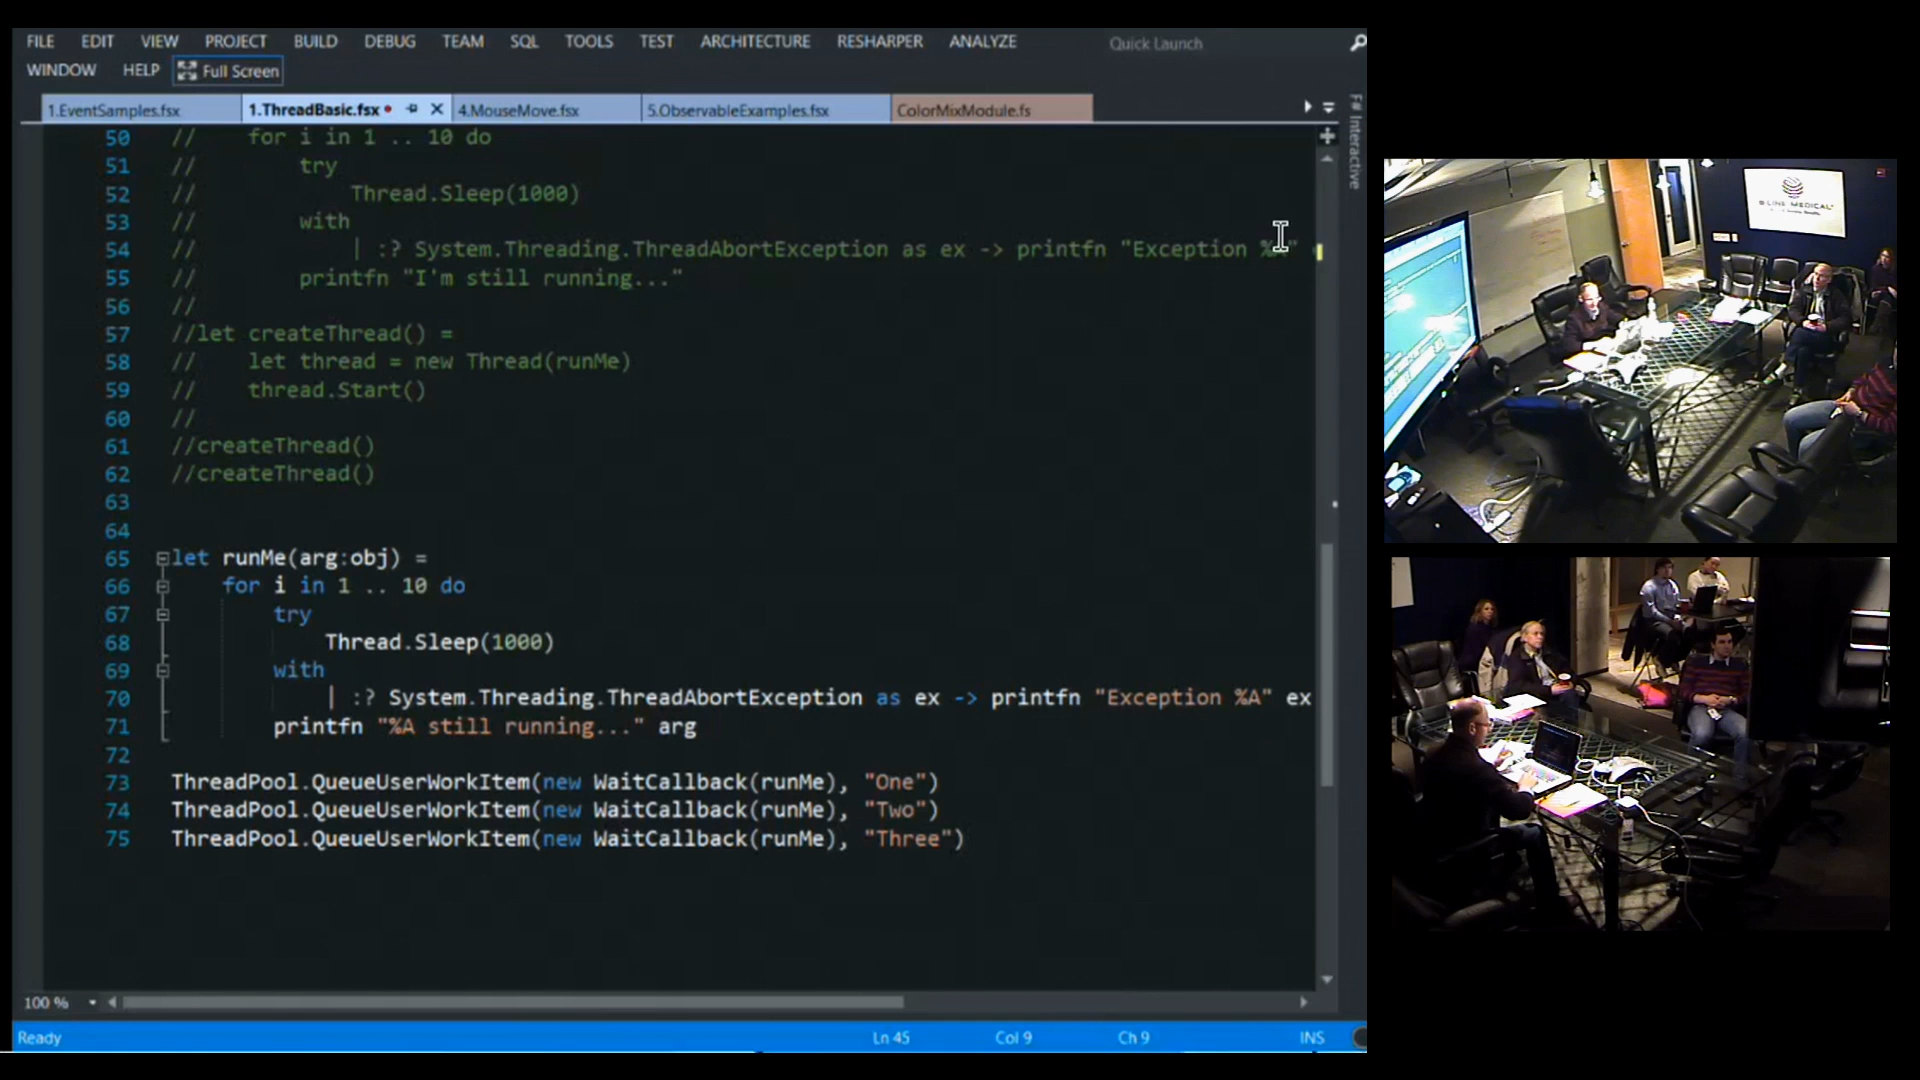 FILE EDIT VIEW PROJECT BUILD DEBUG TEAM SQL TOOLS TEST ARCHITECTURE RESHARPER ANALYZE Quick Launch
WINDOW HELP Full Screen
1.EventSamples.fsx 1.ThreadBasic.fsx 4.MouseMove.fsx 5.ObservableExamples.fsx ColorMixModule.fs
F# Interactive
50 // for i in 1 .. 10 do
51 // try
52 // Thread.Sleep(1000)
53 // with
54 // | :? System.Threading.ThreadAbortException as ex -> printfn "Exception %A"
55 // printfn "I'm still running..."
56 //
57 //let createThread() =
58 // let thread = new Thread(runMe)
59 // thread.Start()
60 //
61 //createThread()
62 //createThread()
63
64
65 let runMe(arg:obj) =
66 for i in 1 .. 10 do
67 try
68 Thread.Sleep(1000)
69 with
70 | :? System.Threading.ThreadAbortException as ex -> printfn "Exception %A" ex
71 printfn "%A still running..." arg
72
73 ThreadPool.QueueUserWorkItem(new WaitCallback(runMe), "One")
74 ThreadPool.QueueUserWorkItem(new WaitCallback(runMe), "Two")
75 ThreadPool.QueueUserWorkItem(new WaitCallback(runMe), "Three")
100 %
Ready Ln 45 Col 9 Ch 9 INS
LINK MEDICAL